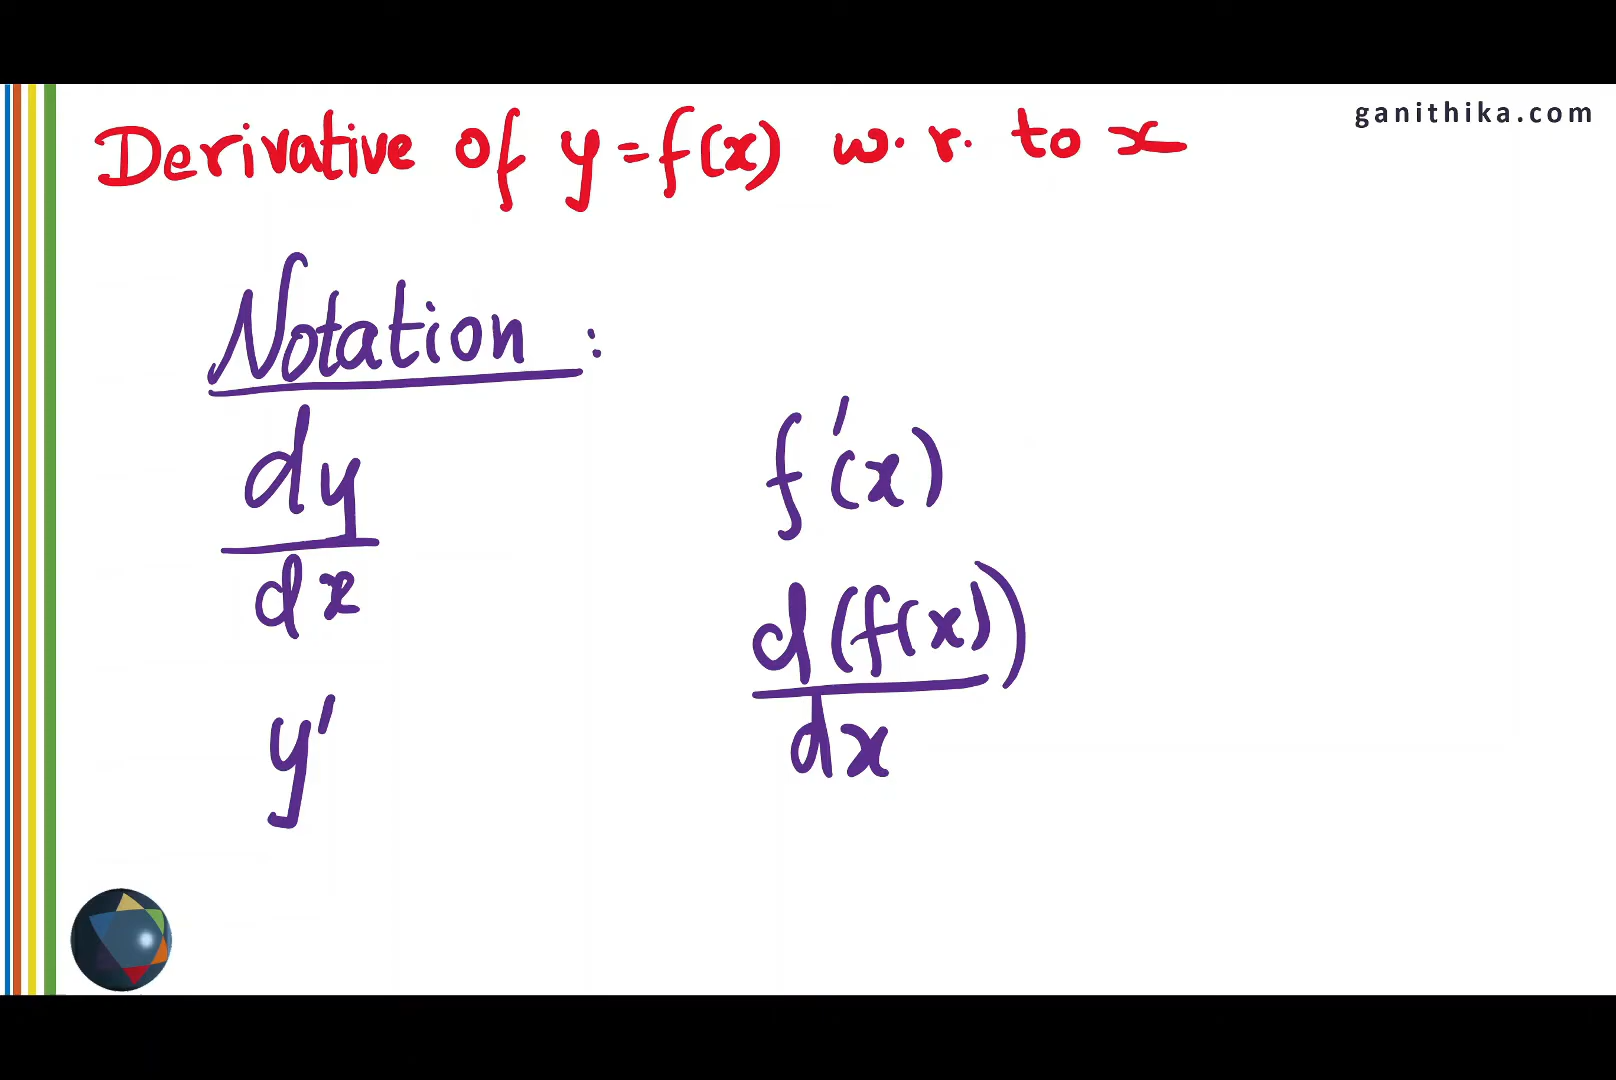 ganithika.com
Derivative of y=f(x) w.r. to x
Notation :
dy/dx
f'(x)
y'
d(f(x))/dx